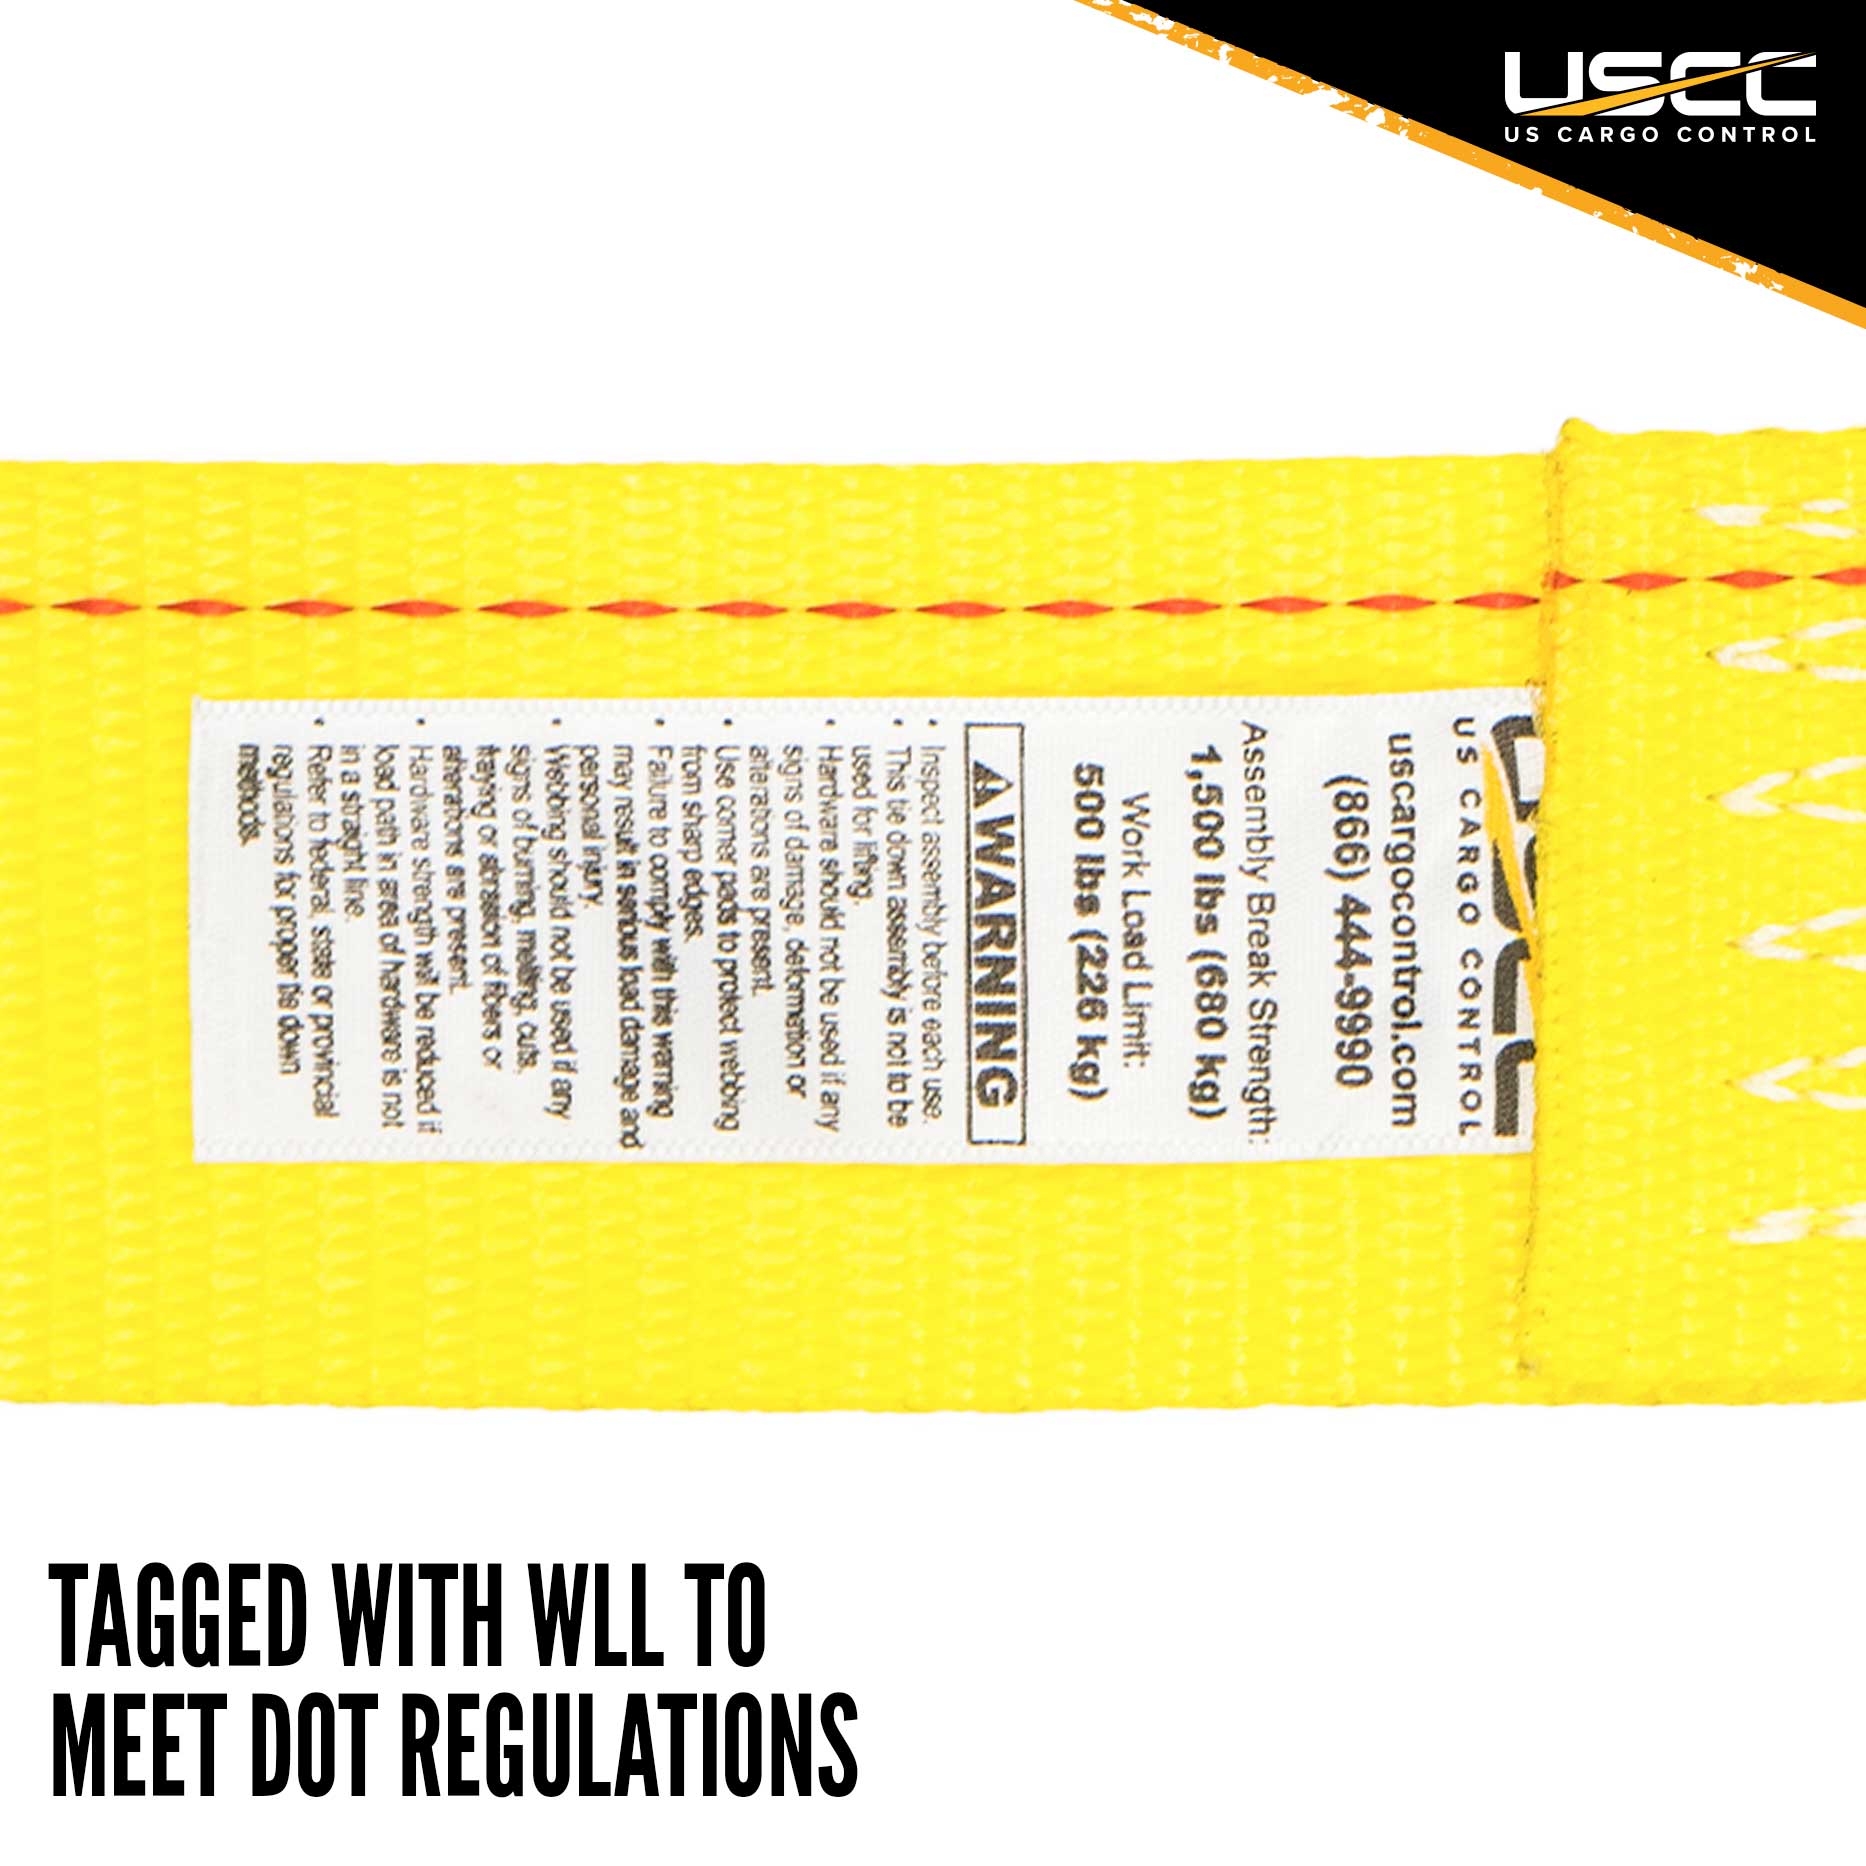 USCC
US CARGO CONTROL
US CARGO CONTROL
uscargocontrol.com
(866) 444-9990
Assembly Break Strength:
1,500 lbs (680 kg)
Work Load Limit:
500 lbs (226 kg)
WARNING
• Inspect assembly before each use.
• This tie down assembly is not to be
used for lifting.
• Hardware should not be used if any
signs of damage, deformation or
alterations are present.
• Use corner pads to protect webbing
from sharp edges.
• Failure to comply with this warning
may result in serious load damage and
personal injury.
• Webbing should not be used if any
signs of burning, melting, cuts,
fraying or abrasion of fibers or
alterations are present.
• Hardware strength will be reduced if
load path in area of hardware is not
in a straight line.
• Refer to federal, state or provincial
regulations for proper tie down
methods.
TAGGED WITH WLL TO
MEET DOT REGULATIONS